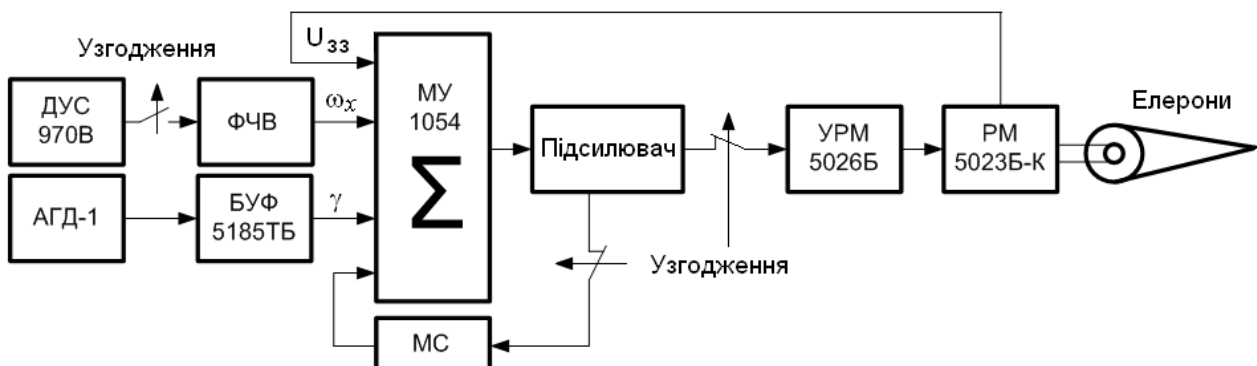 Узгодження
U зз
ДУС
970В
ФЧВ
ωx
МУ
1054
Σ
Підсилювач
УРМ
5026Б
РМ
5023Б-К
Елерони
АГД-1
БУФ
5185ТБ
γ
Узгодження
МС